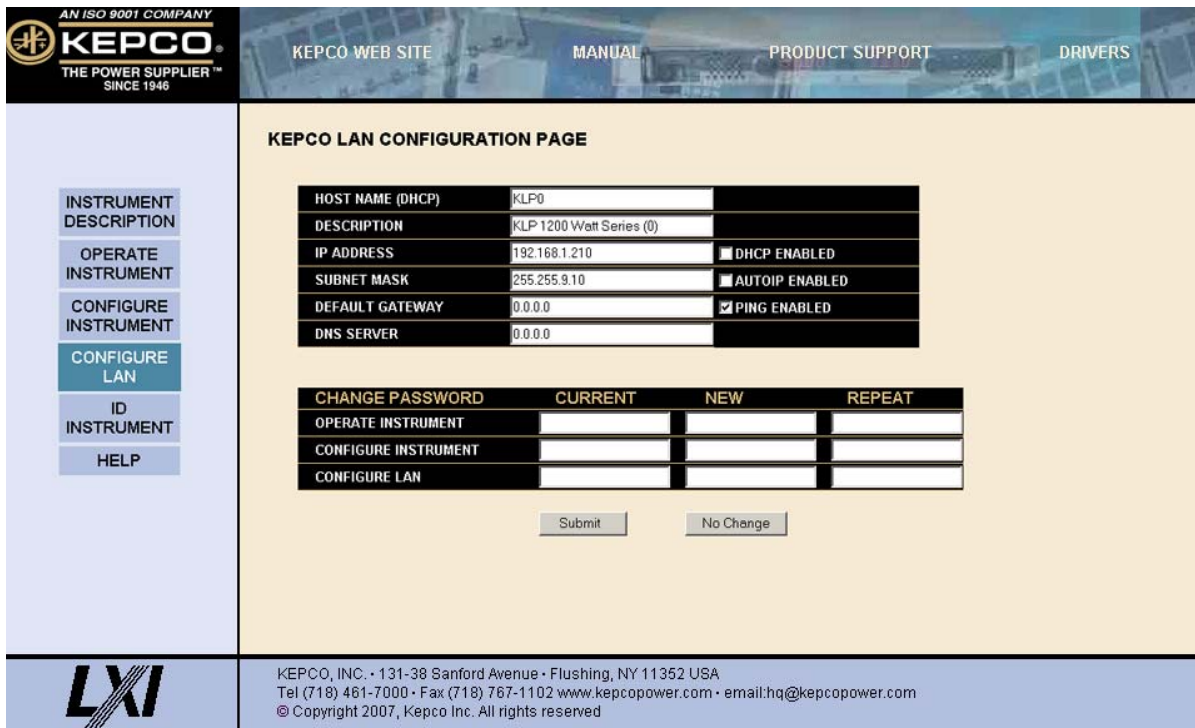 AN ISO 9001 COMPANY
KEPCO®
THE POWER SUPPLIER™
SINCE 1946
KEPCO WEB SITE MANUAL PRODUCT SUPPORT DRIVERS
INSTRUMENT
DESCRIPTION
OPERATE
INSTRUMENT
CONFIGURE
INSTRUMENT
CONFIGURE
LAN
ID
INSTRUMENT
HELP
KEPCO LAN CONFIGURATION PAGE
HOST NAME (DHCP) KLP0
DESCRIPTION KLP 1200 Watt Series (0)
IP ADDRESS 192.168.1.210 DHCP ENABLED
SUBNET MASK 255.255.9.10 AUTOIP ENABLED
DEFAULT GATEWAY 0.0.0.0 PING ENABLED
DNS SERVER 0.0.0.0
CHANGE PASSWORD CURRENT NEW REPEAT
OPERATE INSTRUMENT
CONFIGURE INSTRUMENT
CONFIGURE LAN
Submit No Change
LXI
KEPCO, INC. • 131-38 Sanford Avenue • Flushing, NY 11352 USA
Tel (718) 461-7000 • Fax (718) 767-1102 www.kepcopower.com • email:hq@kepcopower.com
© Copyright 2007, Kepco Inc. All rights reserved